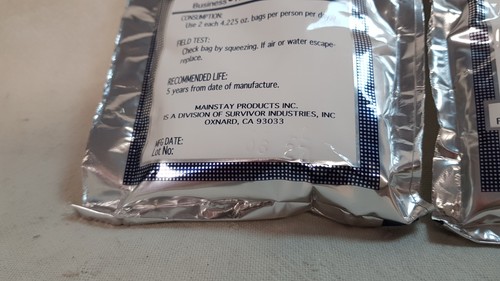 Business
CONSUMPTION:
Use 2 each 4.225 oz. bags per person per
FIELD TEST:
Check bag by squeezing. If air or water escape-
replace.
RECOMMENDED LIFE:
5 years from date of manufacture.
MAINSTAY PRODUCTS INC.
IS A DIVISION OF SURVIVOR INDUSTRIES, INC
OXNARD, CA 93033
MFG DATE:
Lot No: